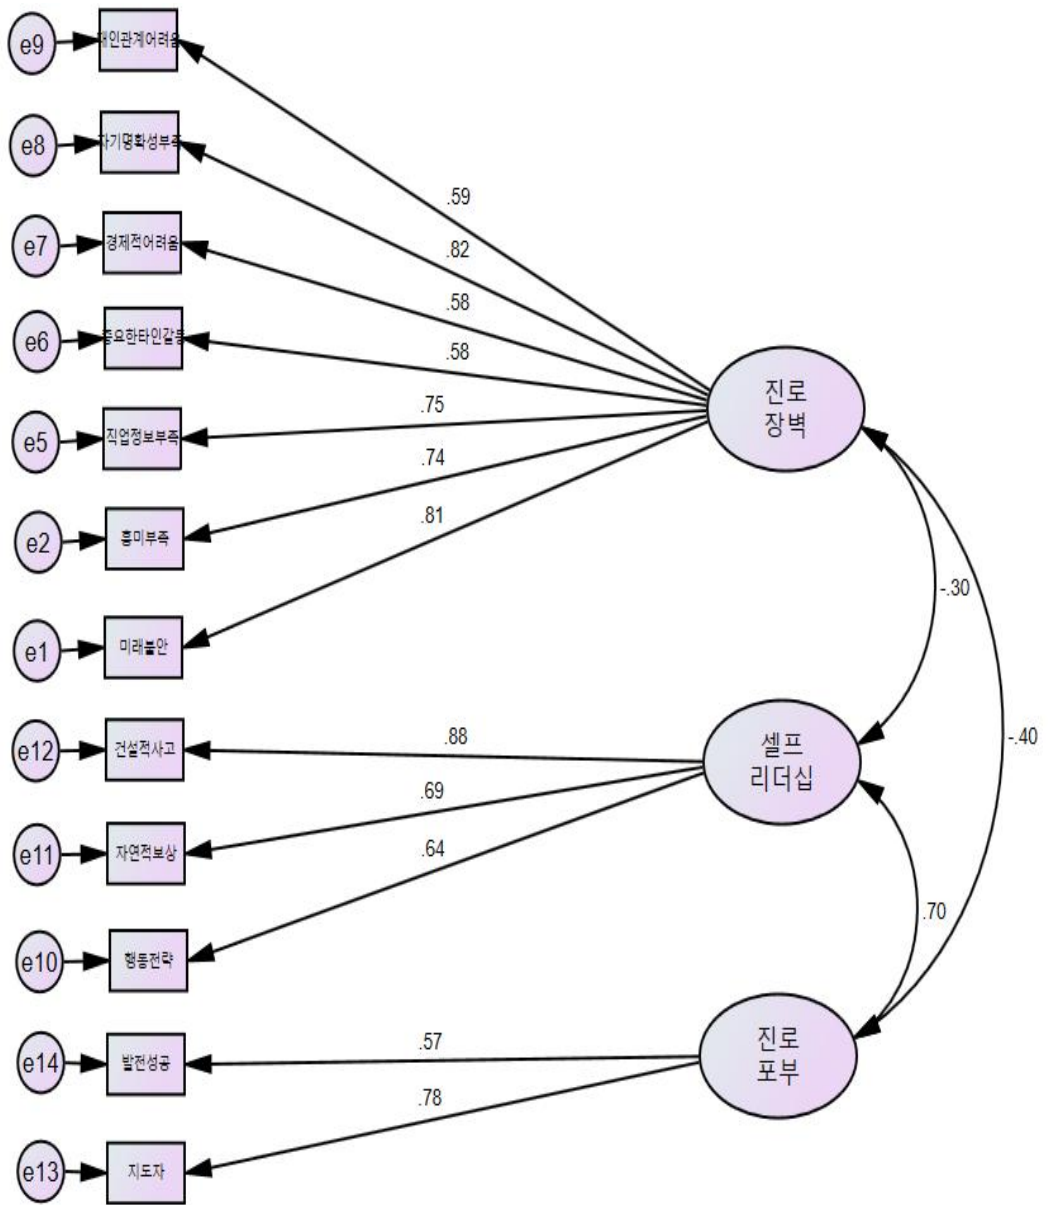 e9
대인관계어려움
e8
자기명확성부족
e7
경제적어려움
e6
중요한타인갈등
e5
직업정보부족
e2
흥미부족
e1
미래불안
e12
건설적사고
e11
자연적보상
e10
행동전략
e14
발전성공
e13
지도자
.59
.82
.58
.58
.75
.74
.81
.88
.69
.64
.57
.78
진로
장벽
셀프
리더십
진로
포부
-.30
-.40
.70